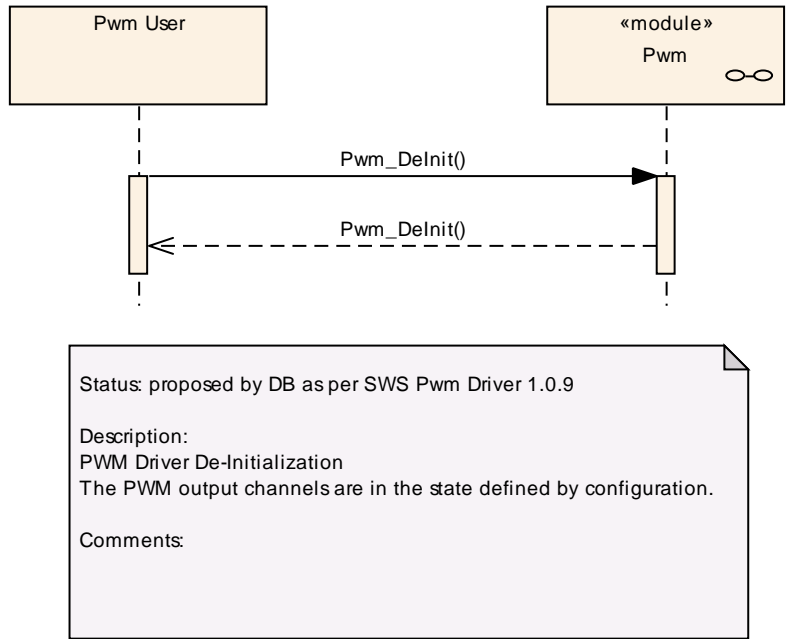 Pwm User
«module»
Pwm
Pwm_DeInit()
Pwm_DeInit()
Status: proposed by DB as per SWS Pwm Driver 1.0.9
Description:
PWM Driver De-Initialization
The PWM output channels are in the state defined by configuration.
Comments: